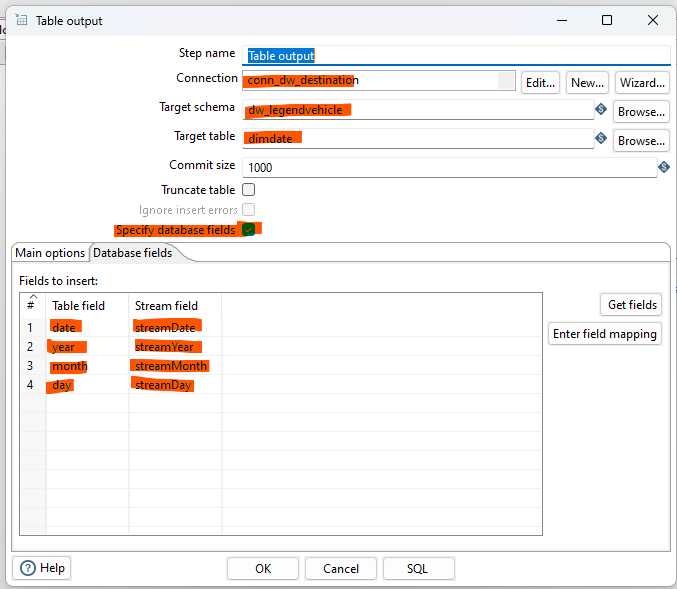 Table output
Step name Table output
Connection conn_dw_destination Edit... New... Wizard...
Target schema dw_legendvehicle Browse...
Target table dimdate Browse...
Commit size 1000
Truncate table
Ignore insert errors
Specify database fields
Main options Database fields
Fields to insert:
# Table field Stream field
Get fields
1 date streamDate
2 year streamYear
Enter field mapping
3 month streamMonth
4 day streamDay
Help OK Cancel SQL